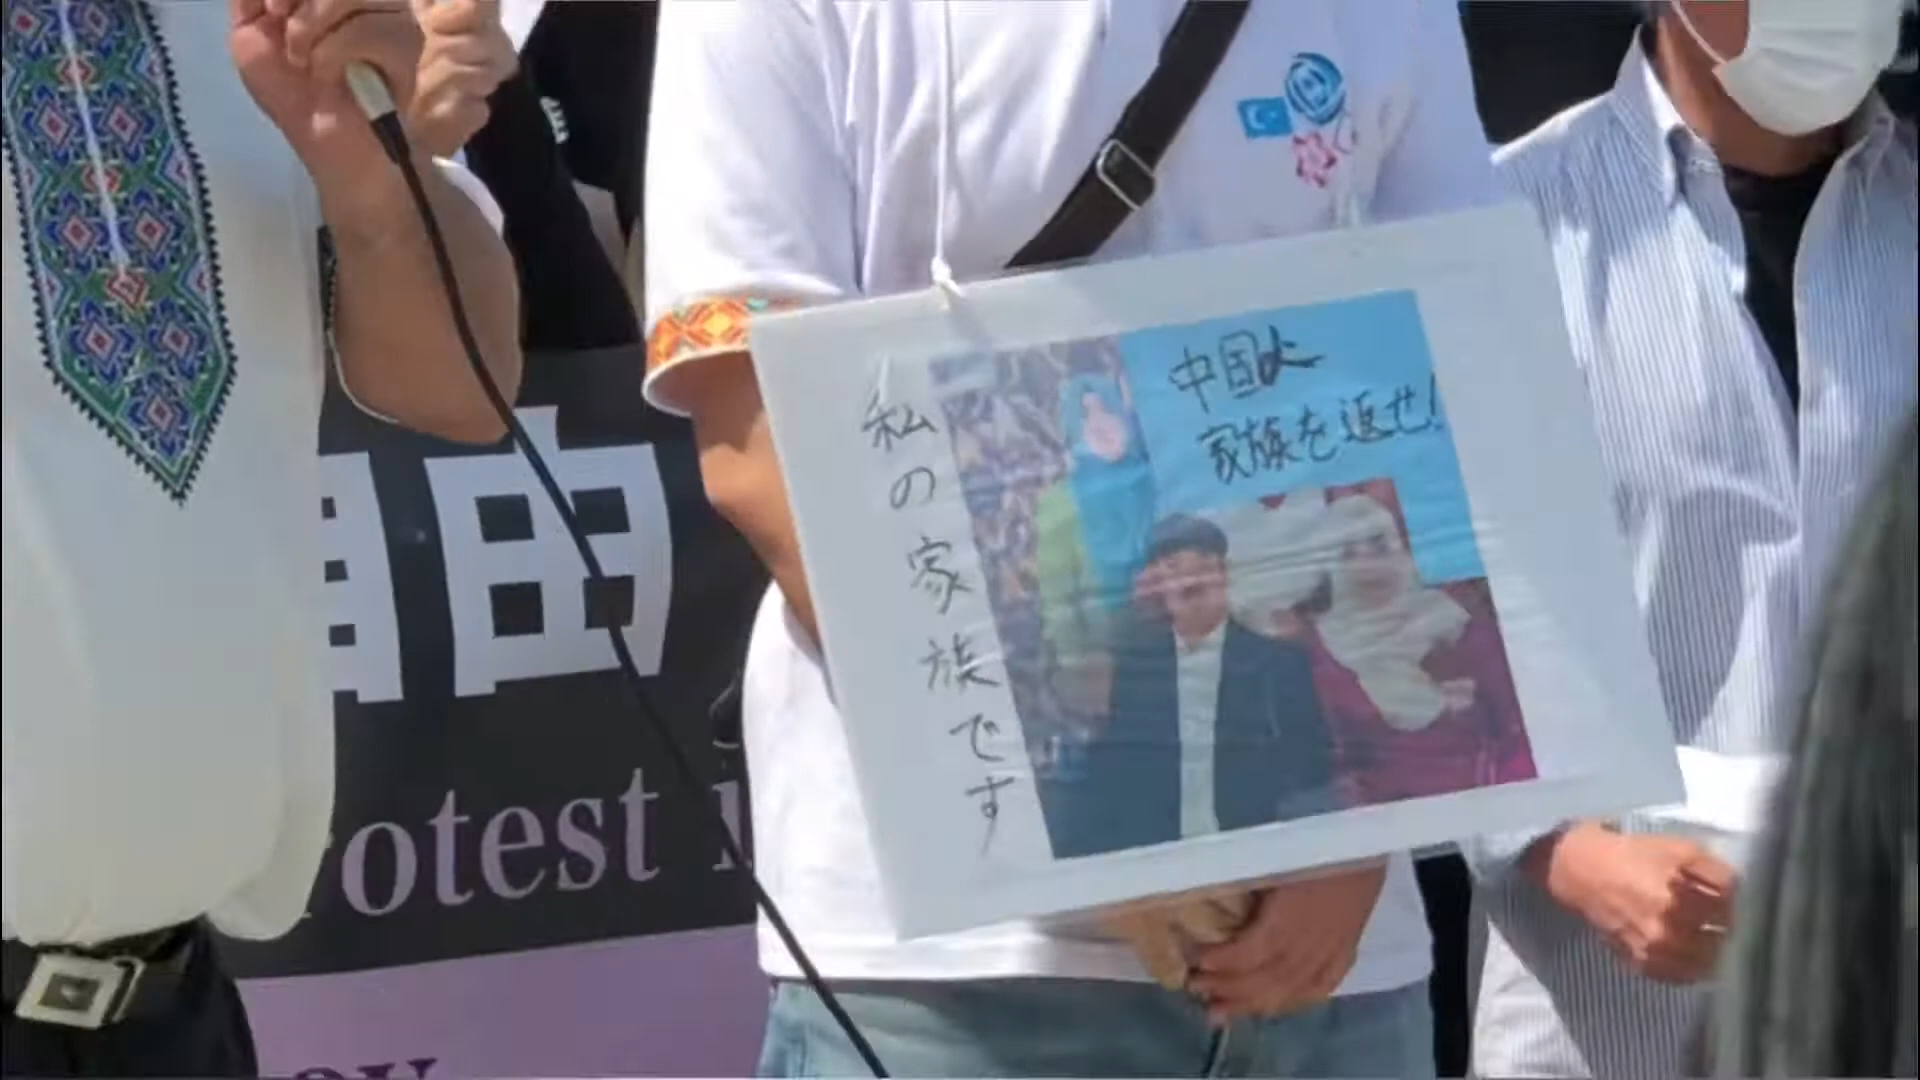 中国よ
家族を返せ!
私の家族です
由
otest i